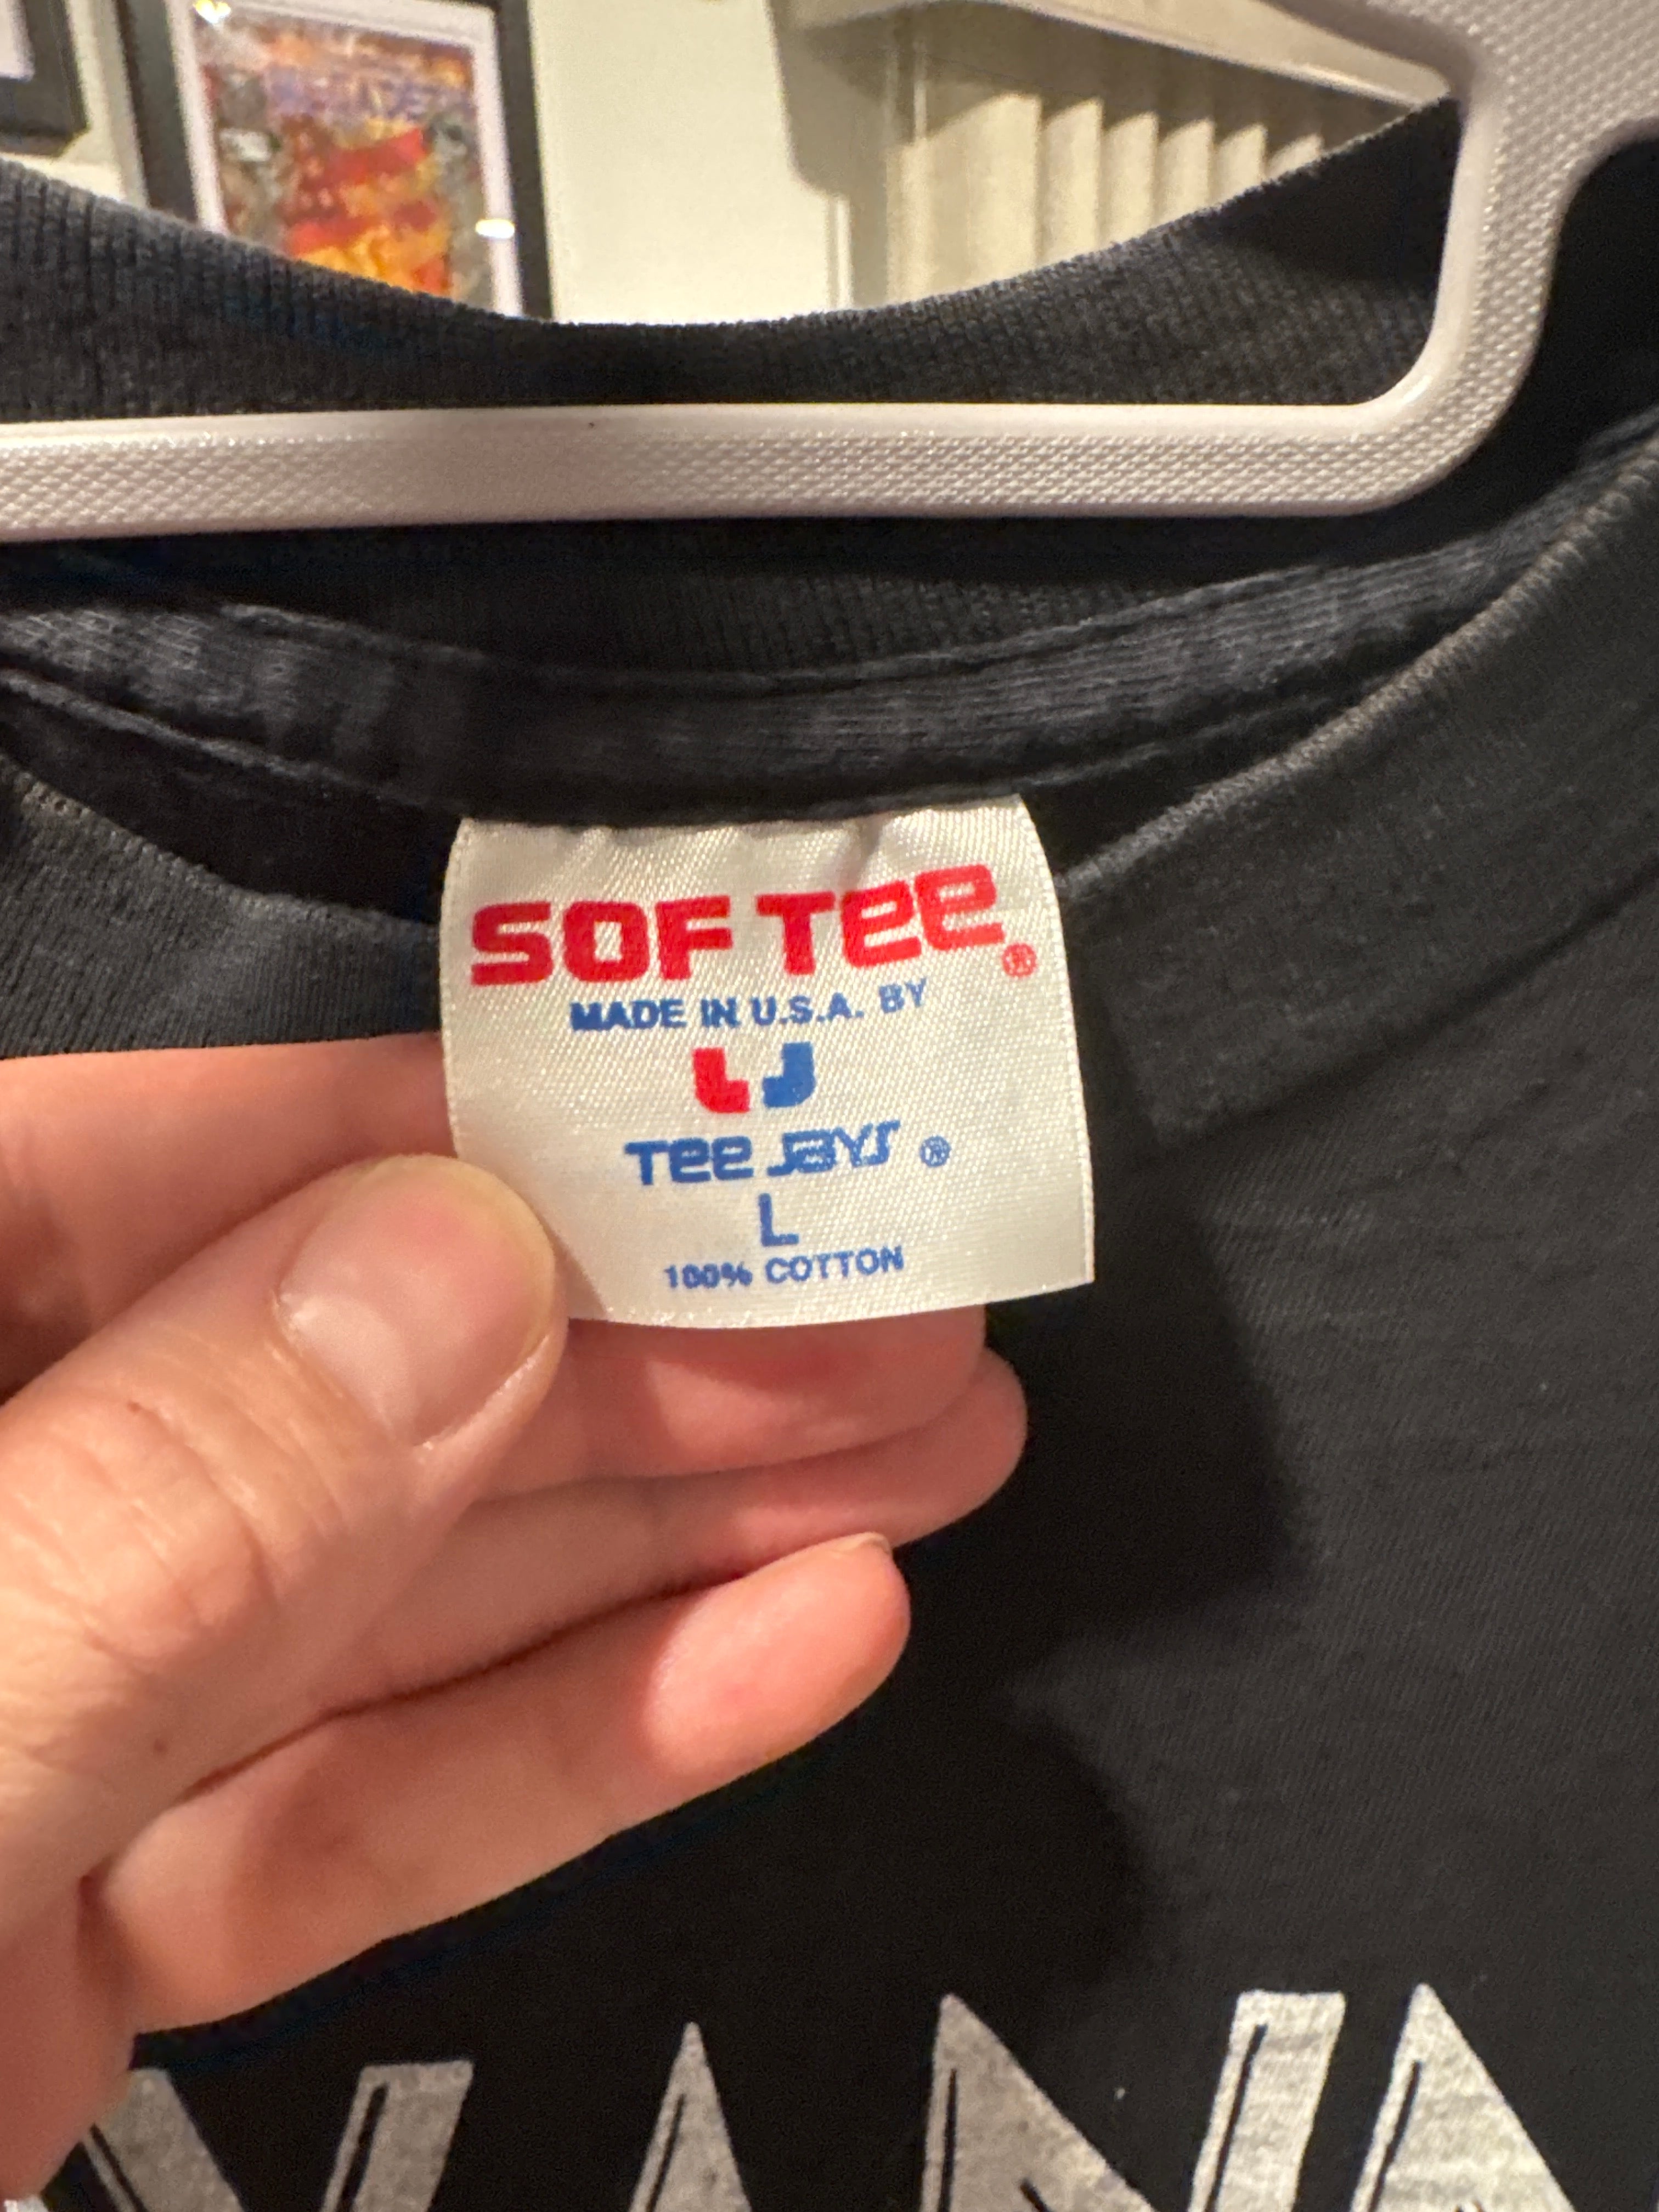 SOF TEE®
MADE IN U.S.A. BY
TEE JAYS®
L
100% COTTON